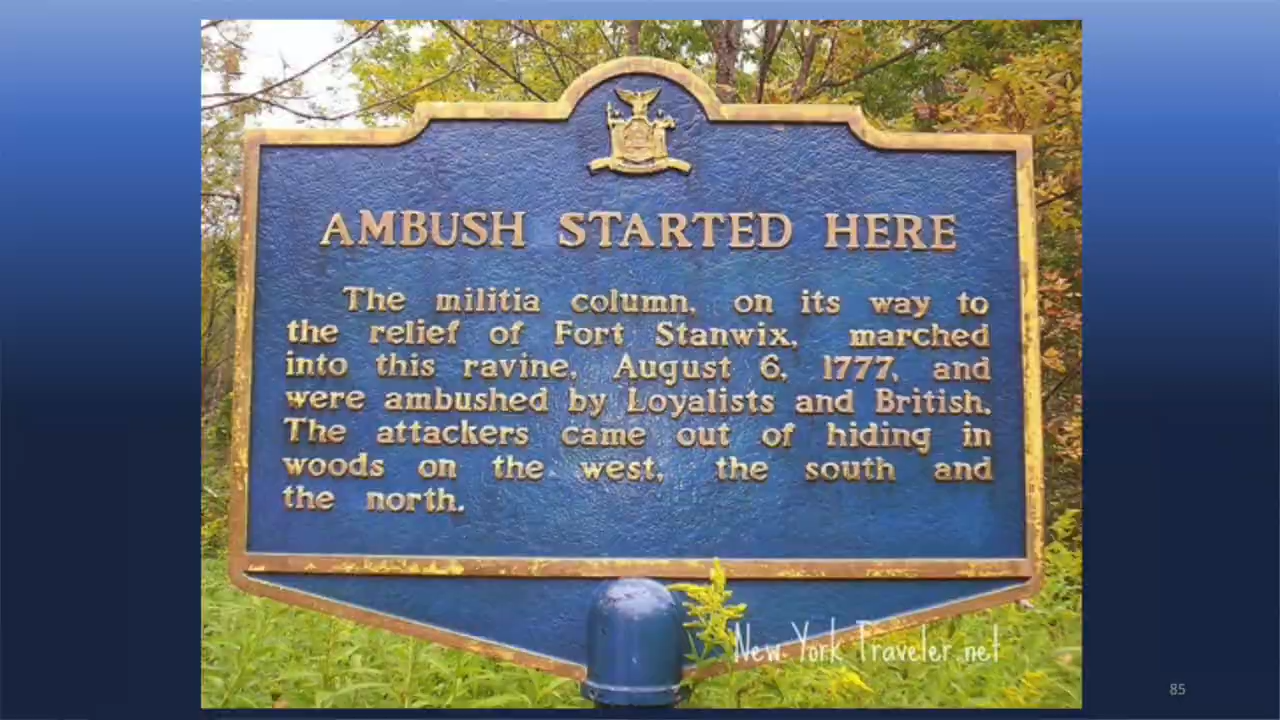 AMBUSH STARTED HERE
The militia column, on its way to
the relief of Fort Stanwix, marched
into this ravine, August 6, 1777, and
were ambushed by Loyalists and British.
The attackers came out of hiding in
woods on the west, the south and
the north.
New York Traveler.net
85